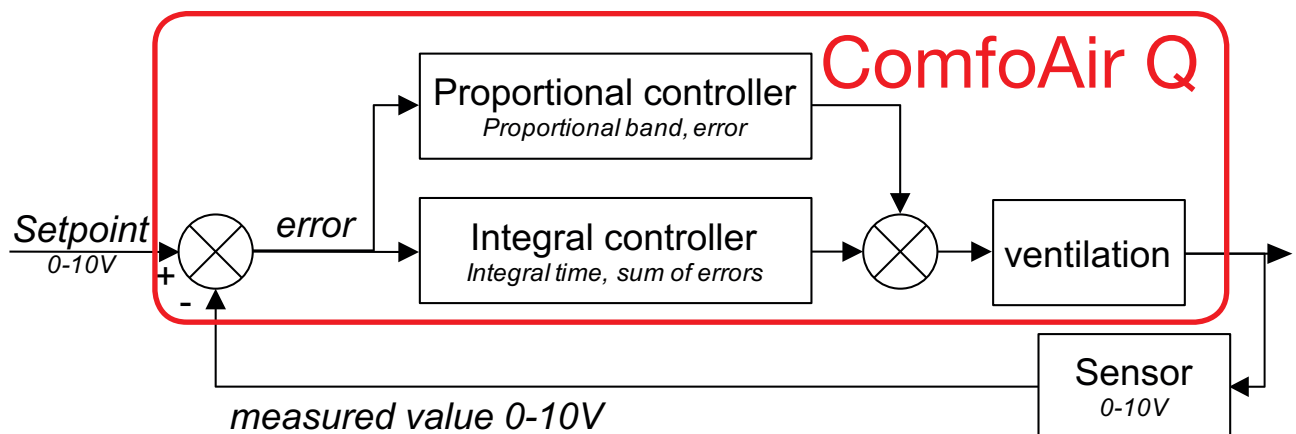 ComfoAir Q
Proportional controller
Proportional band, error
Setpoint
0-10V
+
-
error
Integral controller
Integral time, sum of errors
ventilation
Sensor
0-10V
measured value 0-10V